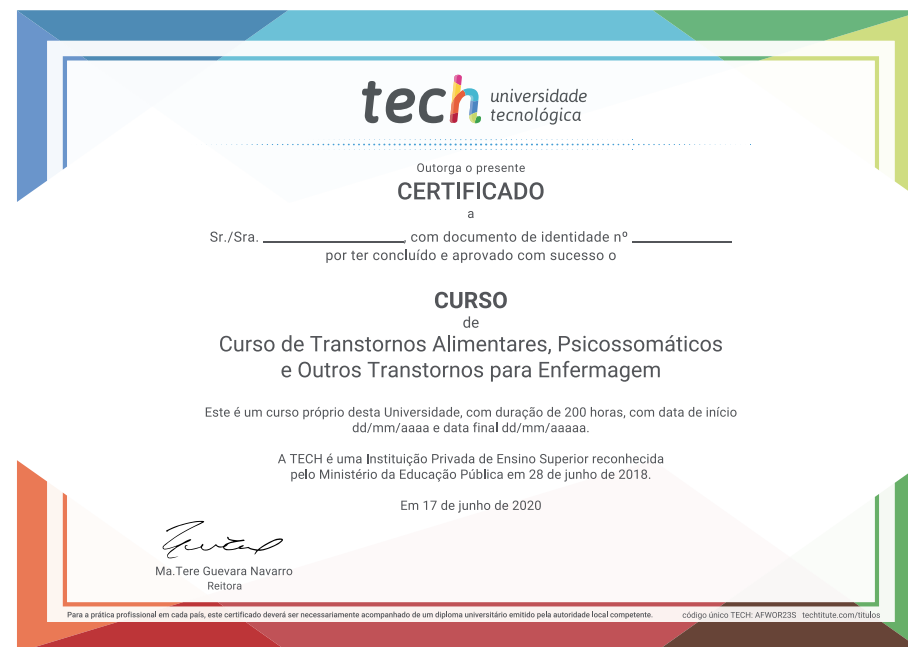 tech universidade
tecnológica
Outorga o presente
CERTIFICADO
a
Sr./Sra. ____________, com documento de identidade nº ____________
por ter concluído e aprovado com sucesso o
CURSO
de
Curso de Transtornos Alimentares, Psicossomáticos
e Outros Transtornos para Enfermagem
Este é um curso próprio desta Universidade, com duração de 200 horas, com data de início
dd/mm/aaaa e data final dd/mm/aaaaa.
A TECH é uma Instituição Privada de Ensino Superior reconhecida
pelo Ministério da Educação Pública em 28 de junho de 2018.
Em 17 de junho de 2020
Ma.Tere Guevara Navarro
Reitora
Para a prática profissional em cada país, este certificado deverá ser necessariamente acompanhado de um diploma universitário emitido pela autoridade local competente. código único TECH: AFWOR23S techtitute.com/titulos